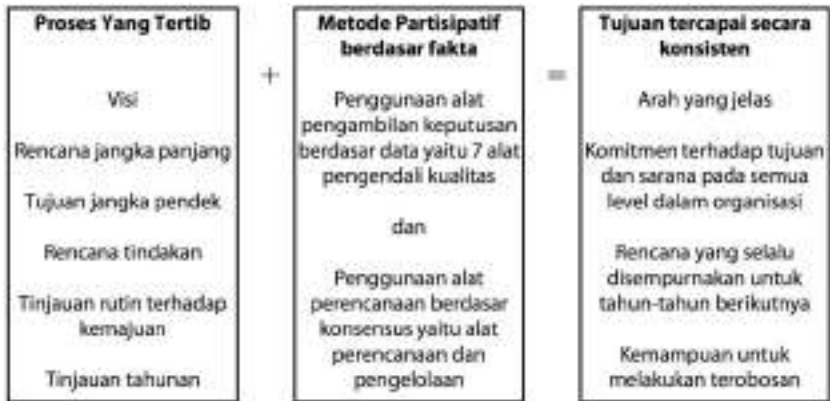 Proses Yang Tertib
Visi
Rencana jangka panjang
Tujuan jangka pendek
Rencana tindakan
Tinjauan rutin terhadap
kemajuan
Tinjauan tahunan
+
Metode Partisipatif
berdasar fakta
Penggunaan alat
pengambilan keputusan
berdasar data yaitu 7 alat
pengendali kualitas
dan
Penggunaan alat
perencanaan berdasar
konsensus yaitu alat
perencanaan dan
pengelolaan
=
Tujuan tercapai secara
konsisten
Arah yang jelas
Komitmen terhadap tujuan
dan sarana pada semua
level dalam organisasi
Rencana yang selalu
disempurnakan untuk
tahun-tahun berikutnya
Kemampuan untuk
melakukan terobosan